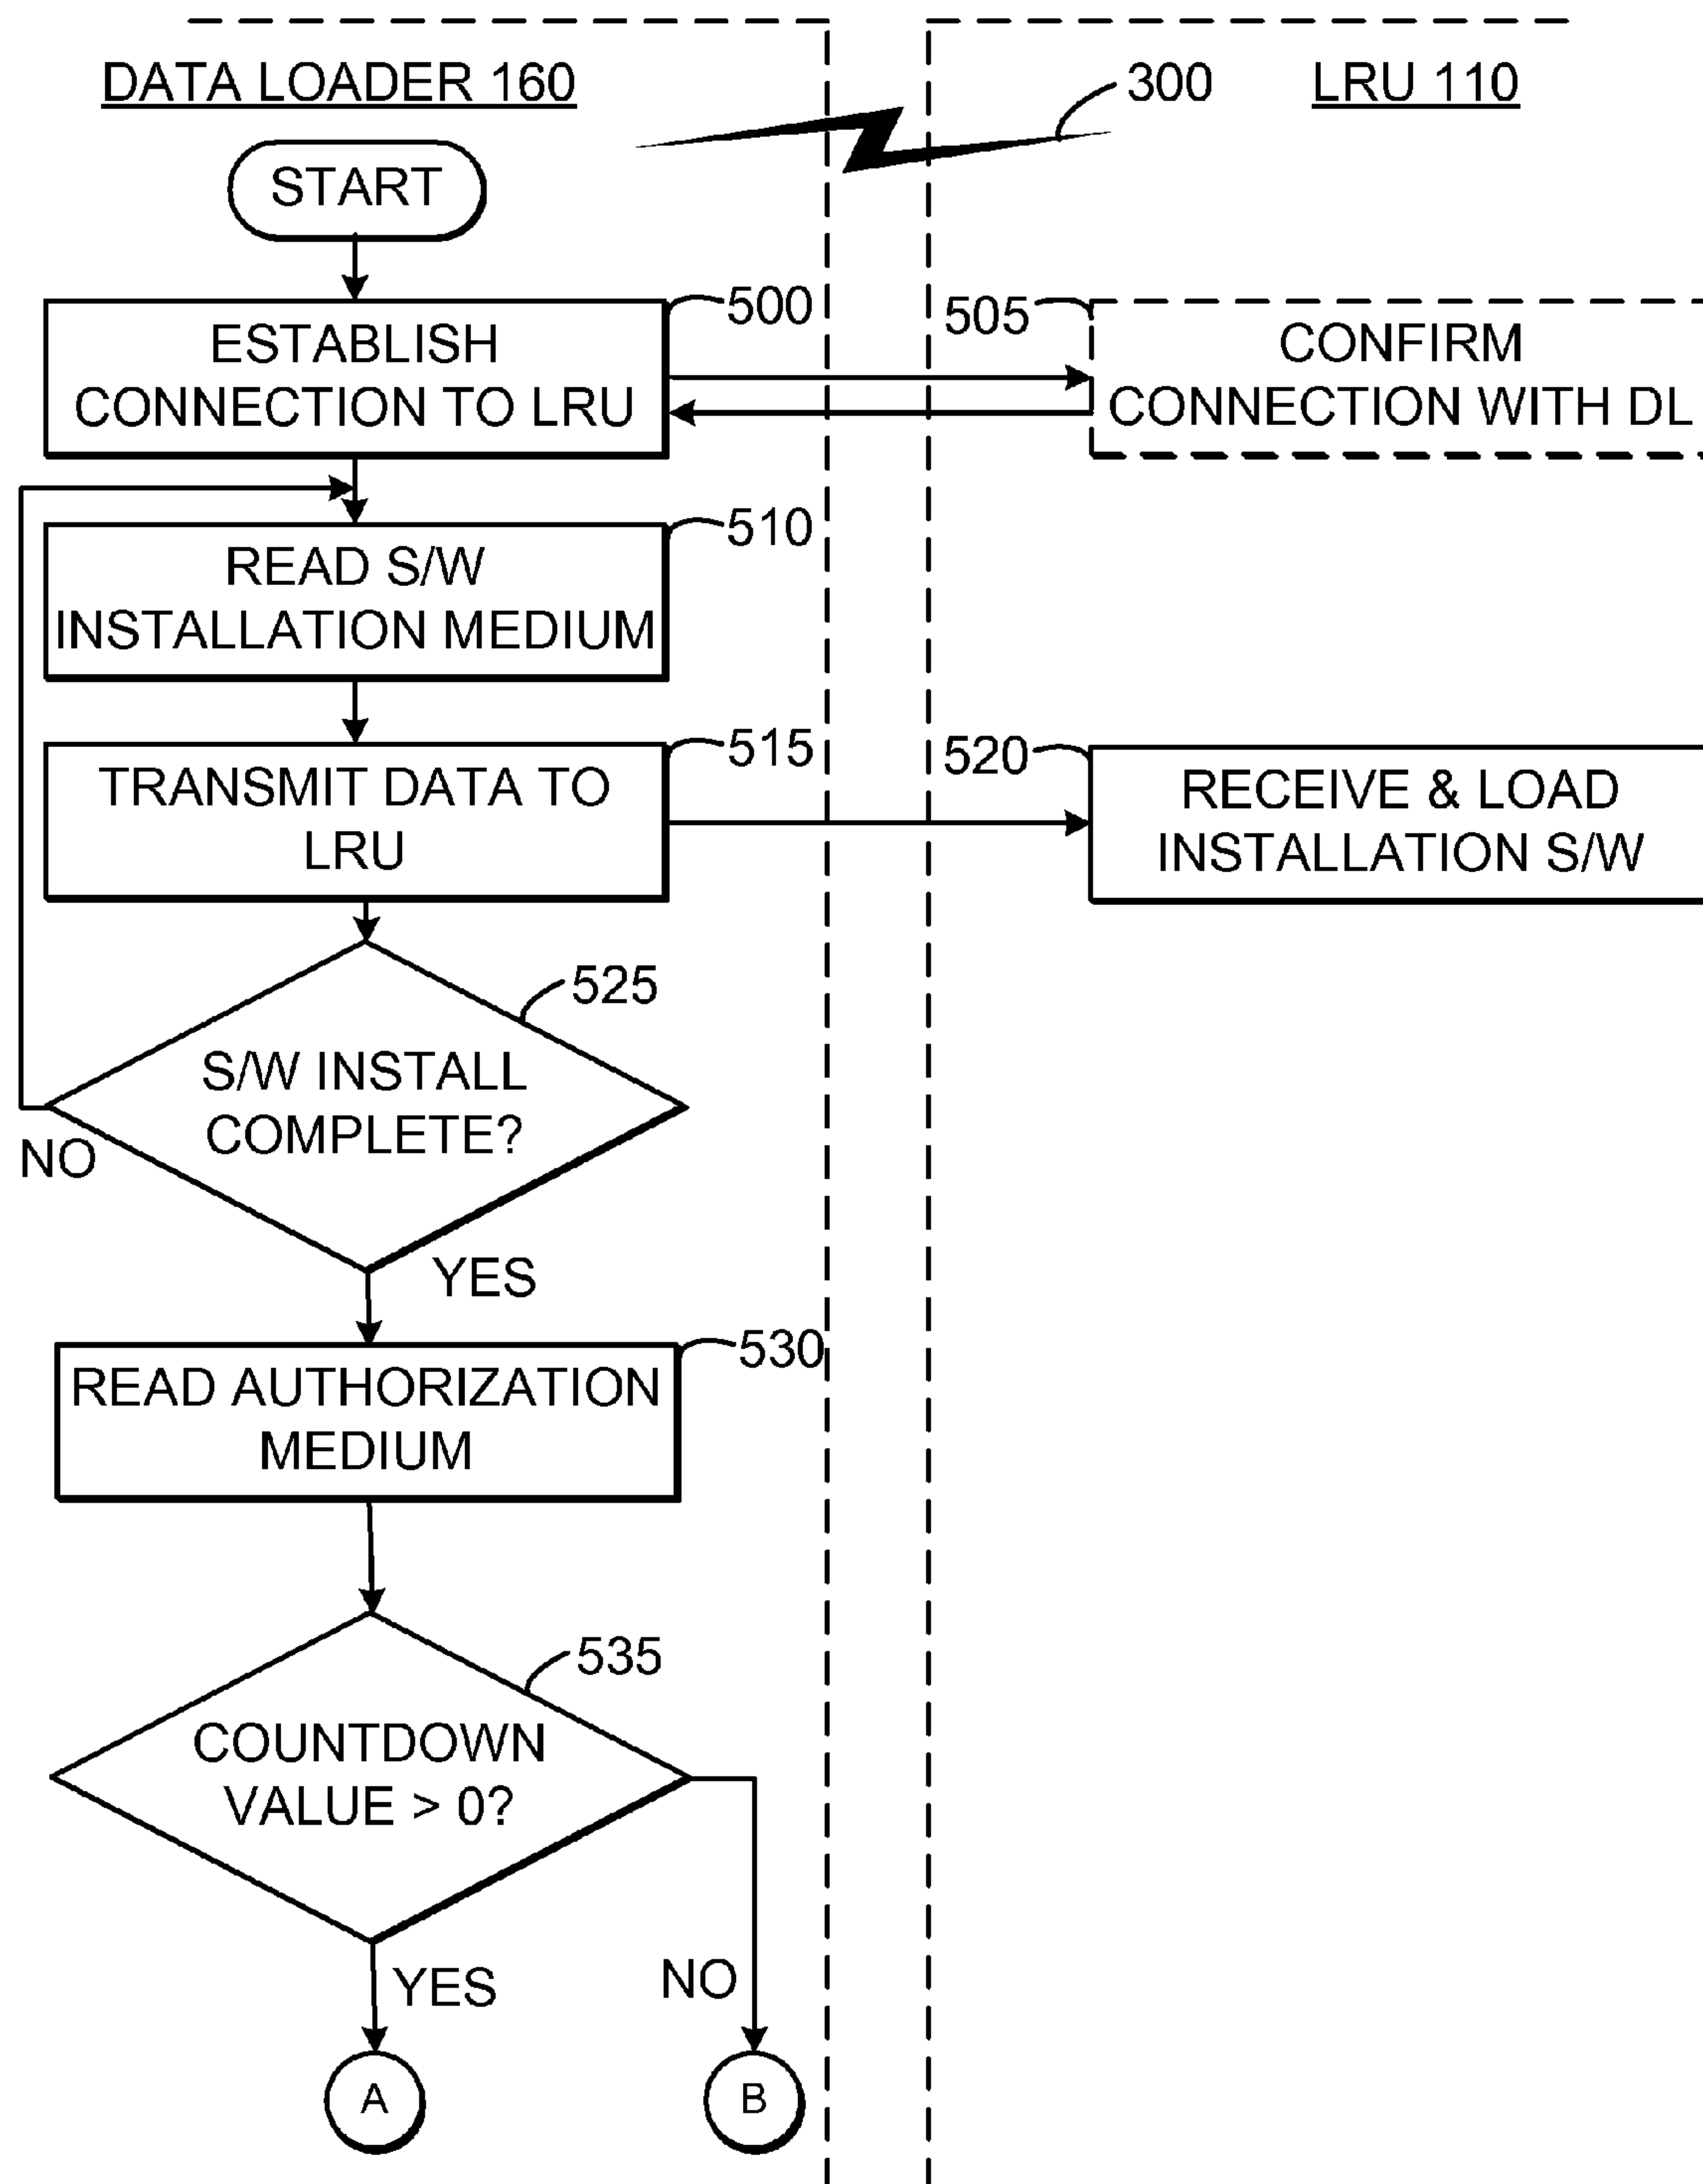 DATA LOADER 160
300
LRU 110
START
500
ESTABLISH
CONNECTION TO LRU
505
CONFIRM
CONNECTION WITH DL
510
READ S/W
INSTALLATION MEDIUM
515
TRANSMIT DATA TO
LRU
520
RECEIVE & LOAD
INSTALLATION S/W
525
S/W INSTALL
COMPLETE?
NO
YES
530
READ AUTHORIZATION
MEDIUM
535
COUNTDOWN
VALUE > 0?
YES
NO
A
B